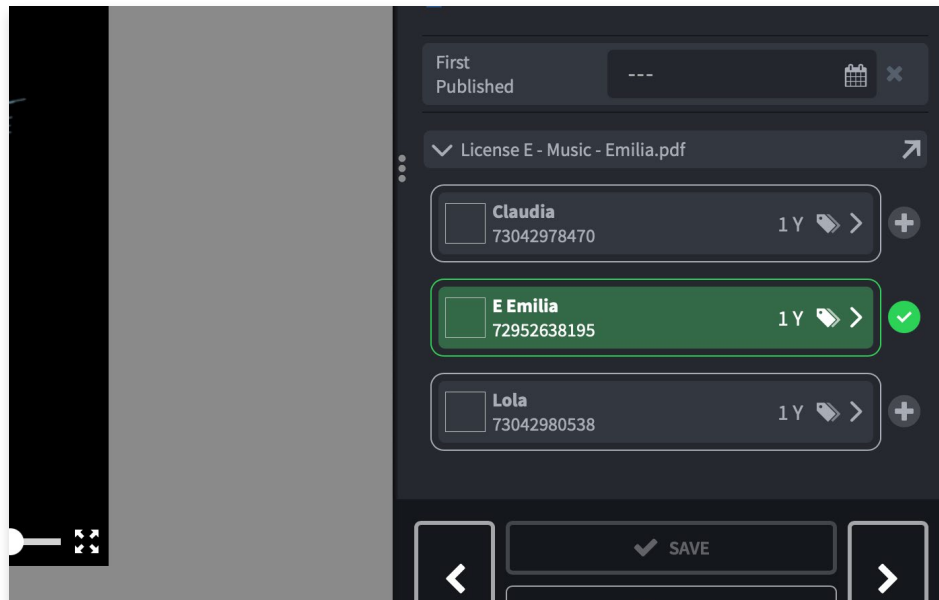 First
Published
---
License E - Music - Emilia.pdf
Claudia
73042978470
1 Y
E Emilia
72952638195
1 Y
Lola
73042980538
1 Y
SAVE